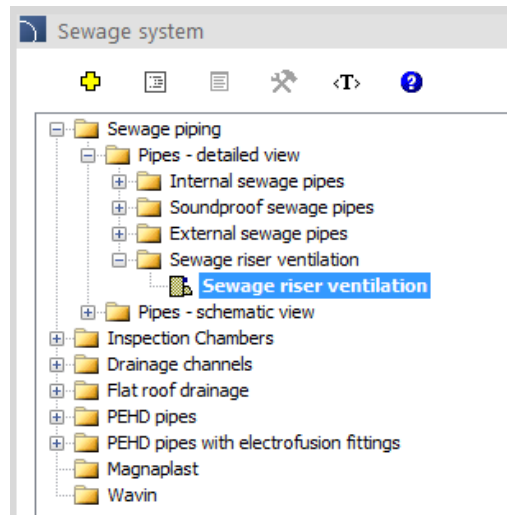 Sewage system
<T> ?
Sewage piping
Pipes - detailed view
Internal sewage pipes
Soundproof sewage pipes
External sewage pipes
Sewage riser ventilation
Sewage riser ventilation
Pipes - schematic view
Inspection Chambers
Drainage channels
Flat roof drainage
PEHD pipes
PEHD pipes with electrofusion fittings
Magnaplast
Wavin